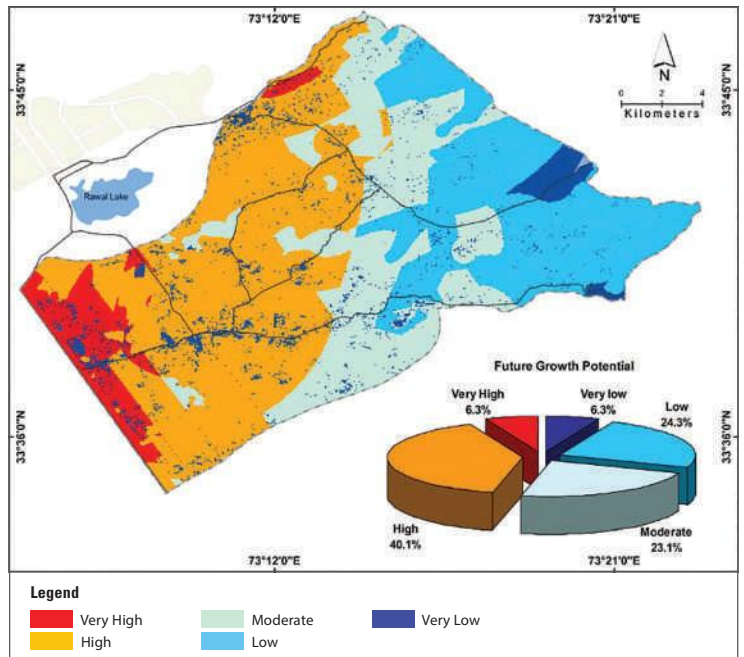 73°12'0"E
73°21'0"E
33°45'0"N
33°45'0"N
N
0 2 4
Kilometers
Rawal Lake
Future Growth Potential
Very High
6.3%
Very low
6.3%
Low
24.3%
33°36'0"N
33°36'0"N
High
40.1%
Moderate
23.1%
73°12'0"E
73°21'0"E
Legend
Very High
Moderate
Very Low
High
Low